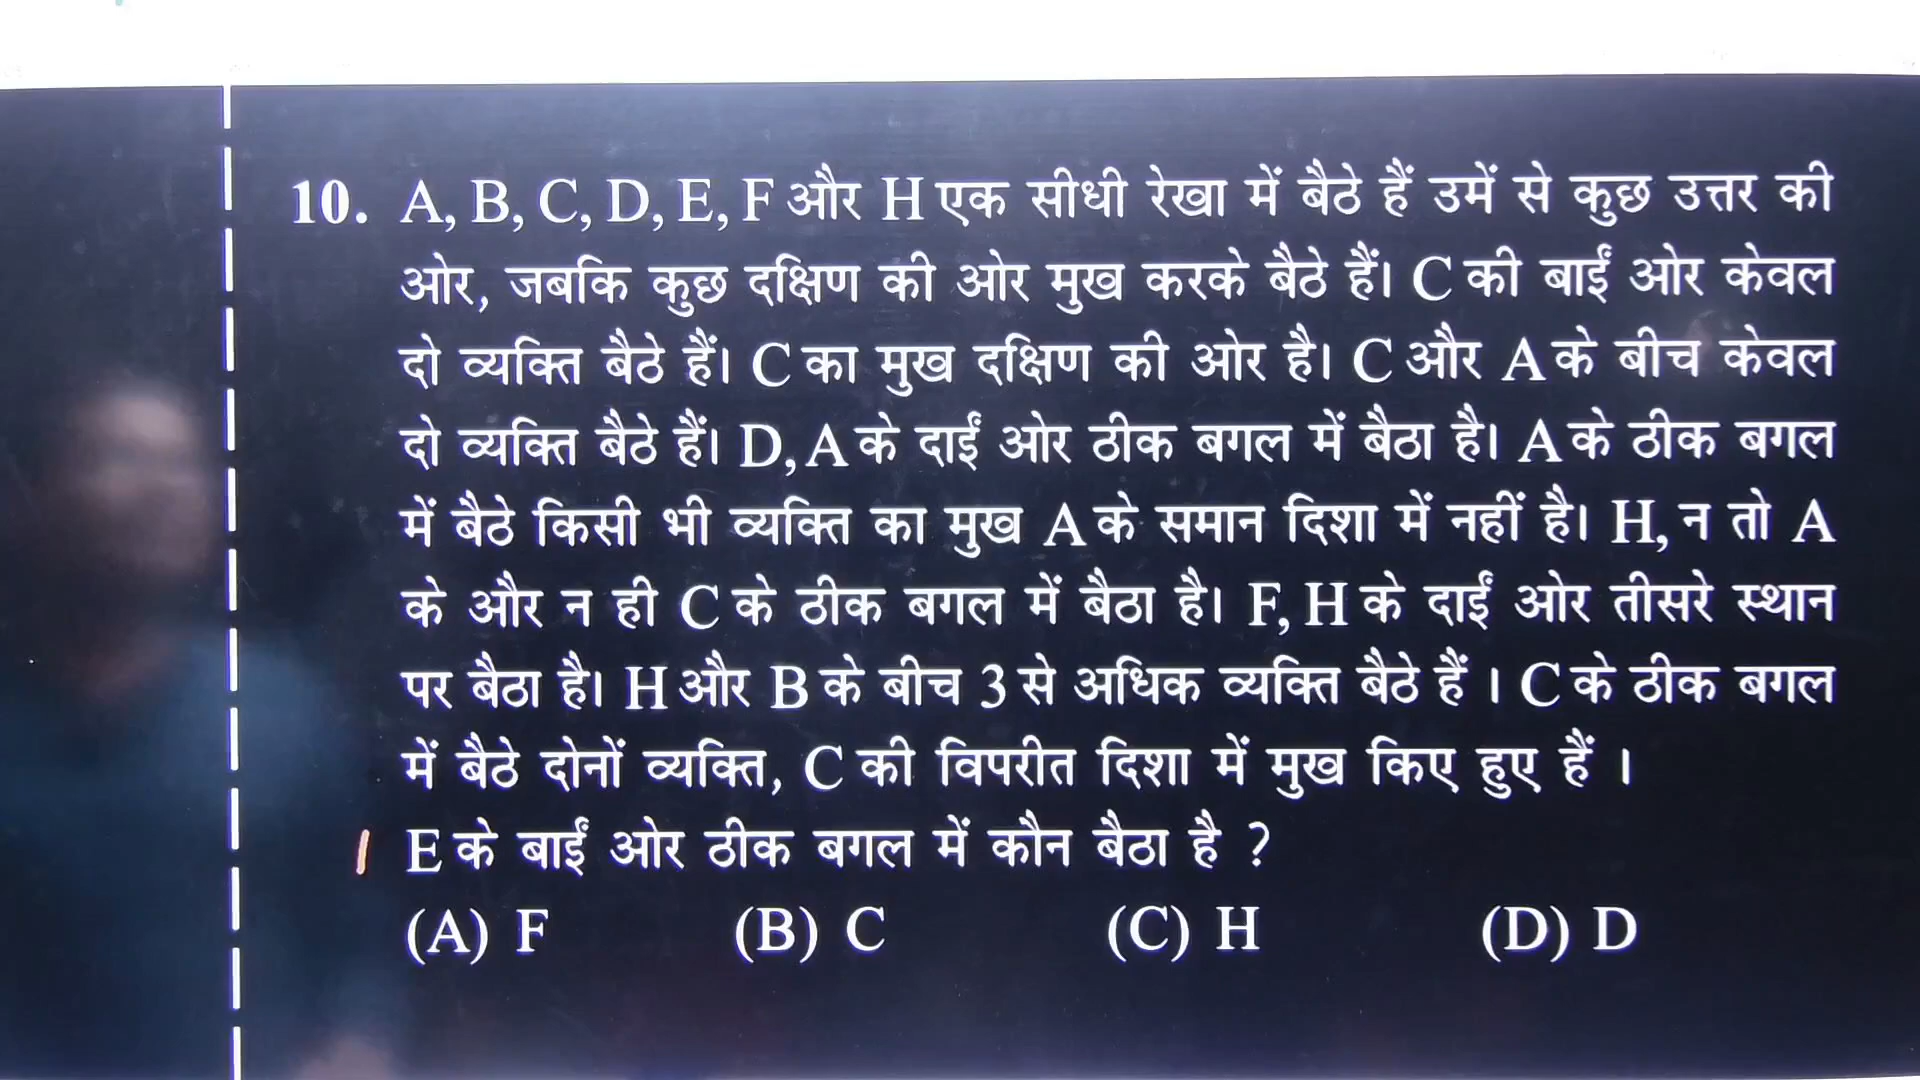 10. A, B, C, D, E, F और H एक सीधी रेखा में बैठे हैं उमें से कुछ उत्तर की
ओर, जबकि कुछ दक्षिण की ओर मुख करके बैठे हैं। C की बाईं ओर केवल
दो व्यक्ति बैठे हैं। C का मुख दक्षिण की ओर है। C और A के बीच केवल
दो व्यक्ति बैठे हैं। D, A के दाईं ओर ठीक बगल में बैठा है। A के ठीक बगल
में बैठे किसी भी व्यक्ति का मुख A के समान दिशा में नहीं है। H, न तो A
के और न ही C के ठीक बगल में बैठा है। F, H के दाईं ओर तीसरे स्थान
पर बैठा है। H और B के बीच 3 से अधिक व्यक्ति बैठे हैं । C के ठीक बगल
में बैठे दोनों व्यक्ति, C की विपरीत दिशा में मुख किए हुए हैं ।
E के बाईं ओर ठीक बगल में कौन बैठा है ?
(A) F (B) C (C) H (D) D